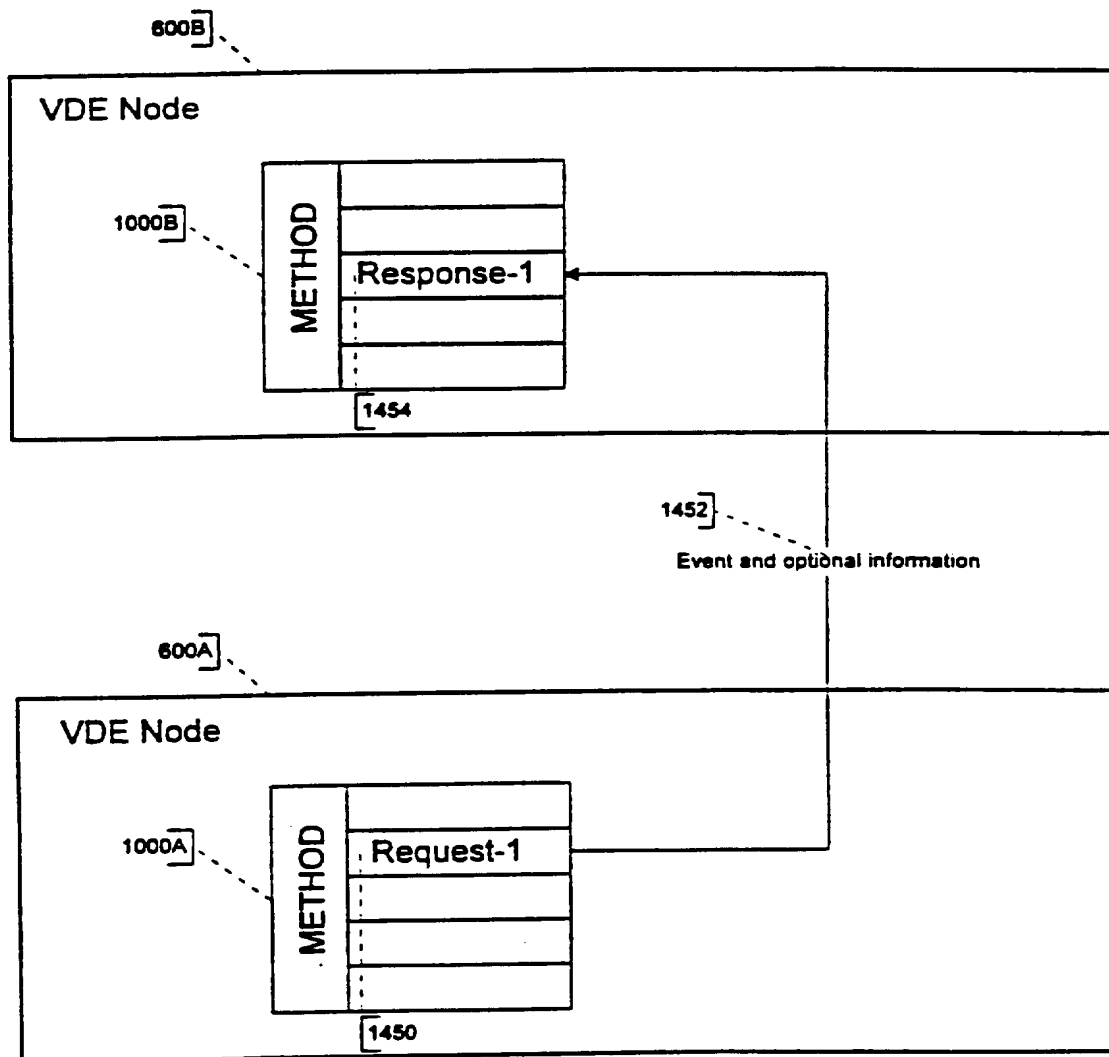 600B
VDE Node
1000B
METHOD
Response-1
1454
1452
Event and optional information
600A
VDE Node
1000A
METHOD
Request-1
1450